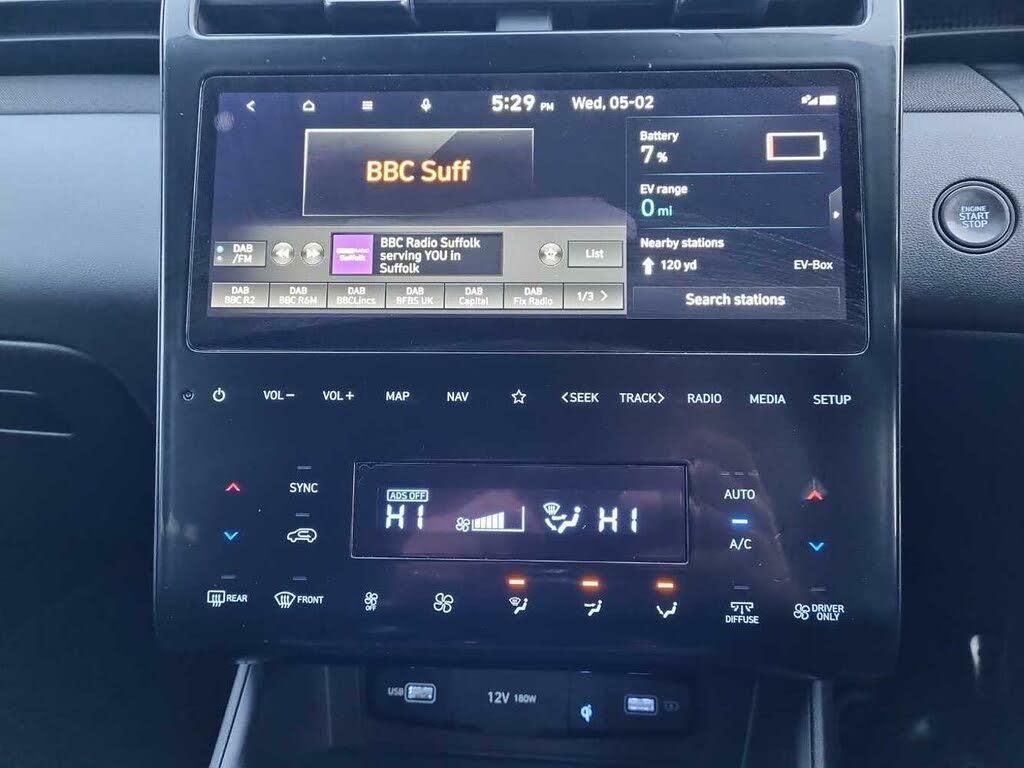 5:29 PM Wed, 05-02
BBC Suff
Battery
7 %
EV range
0 mi
Nearby stations
120 yd EV-Box
Search stations
DAB
/FM
Suffolk
BBC Radio Suffolk
serving YOU in
Suffolk
List
DAB
BBC R2
DAB
BBC R6M
DAB
BBCLincs
DAB
BFBS UK
DAB
Capital
DAB
Fix Radio
1/3
ENGINE
START
STOP
VOL- VOL+ MAP NAV <SEEK TRACK> RADIO MEDIA SETUP
SYNC
ADS OFF
HI HI
AUTO
A/C
REAR FRONT
OFF
DIFFUSE
DRIVER
ONLY
USB
12V 180W